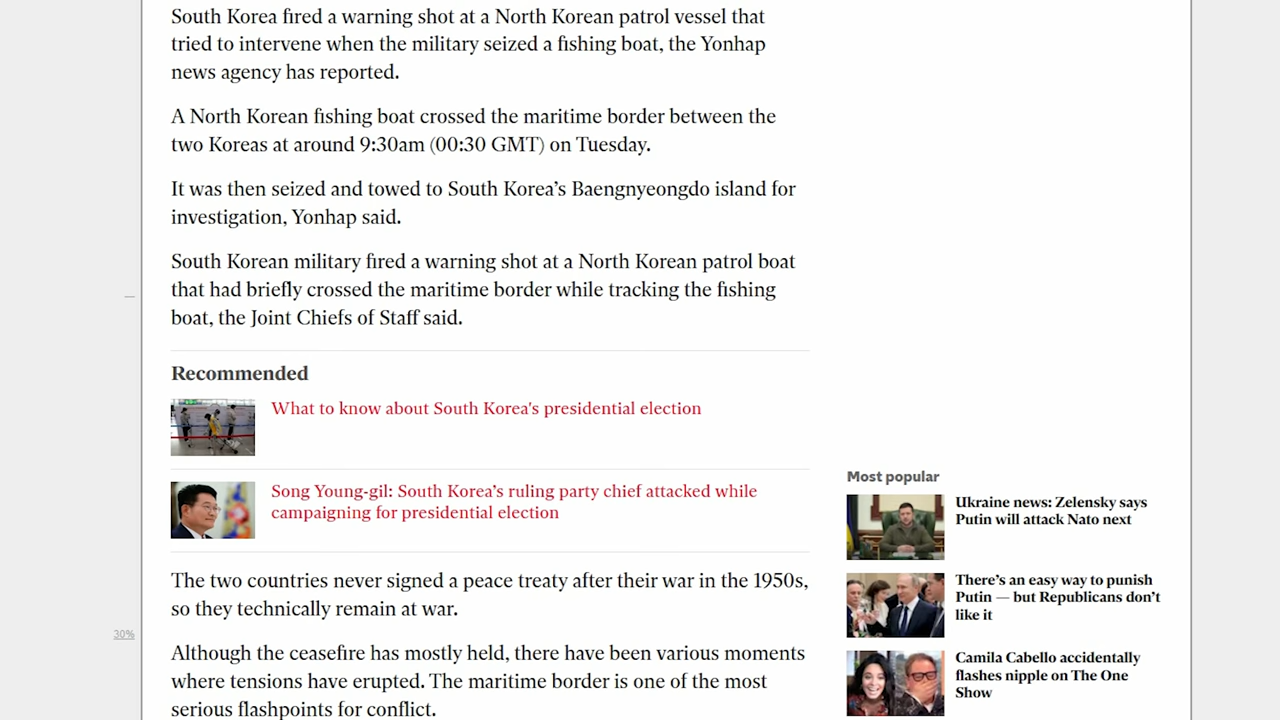 South Korea fired a warning shot at a North Korean patrol vessel that
tried to intervene when the military seized a fishing boat, the Yonhap
news agency has reported.
A North Korean fishing boat crossed the maritime border between the
two Koreas at around 9:30am (00:30 GMT) on Tuesday.
It was then seized and towed to South Korea’s Baengnyeongdo island for
investigation, Yonhap said.
South Korean military fired a warning shot at a North Korean patrol boat
that had briefly crossed the maritime border while tracking the fishing
boat, the Joint Chiefs of Staff said.
Recommended
What to know about South Korea's presidential election
Song Young-gil: South Korea’s ruling party chief attacked while
campaigning for presidential election
The two countries never signed a peace treaty after their war in the 1950s,
so they technically remain at war.
30%
Although the ceasefire has mostly held, there have been various moments
where tensions have erupted. The maritime border is one of the most
serious flashpoints for conflict.
Most popular
Ukraine news: Zelensky says
Putin will attack Nato next
There’s an easy way to punish
Putin — but Republicans don’t
like it
Camila Cabello accidentally
flashes nipple on The One
Show